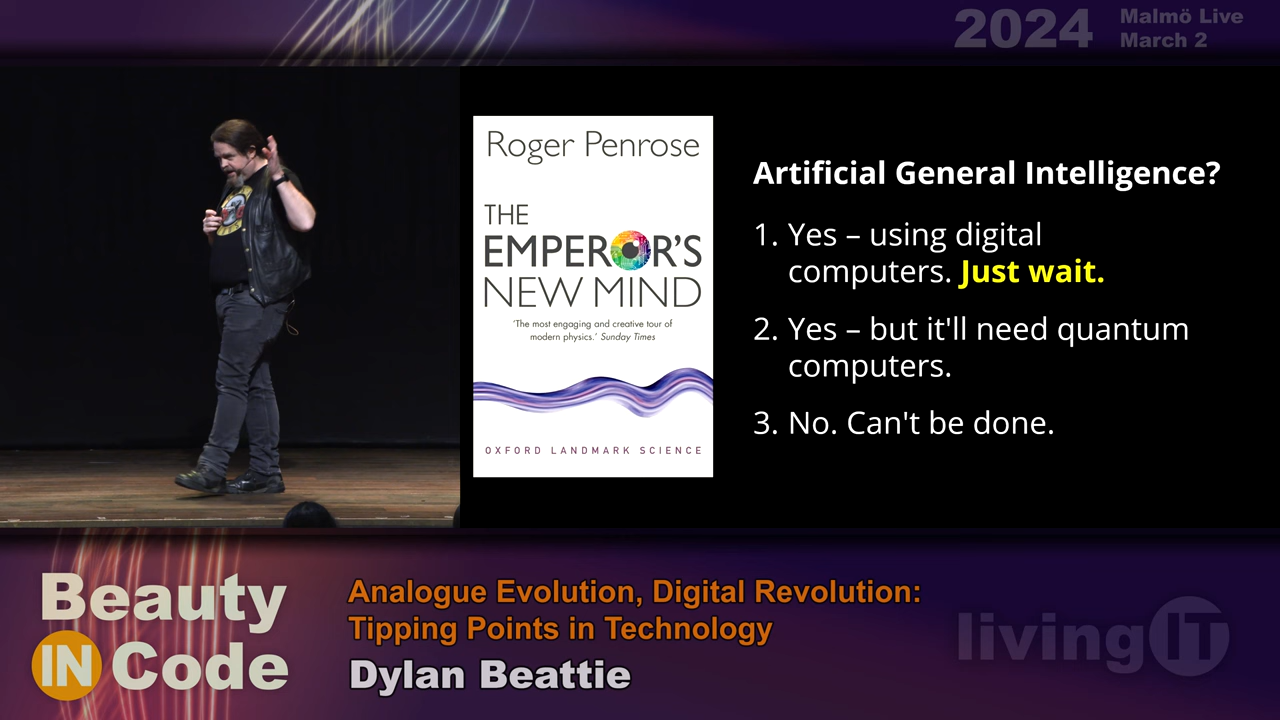 2024
Malmö Live
March 2
Roger Penrose
THE
EMPEROR'S
NEW MIND
'The most engaging and creative tour of
modern physics.' Sunday Times
OXFORD LANDMARK SCIENCE
Artificial General Intelligence?
1. Yes – using digital
computers. Just wait.
2. Yes – but it'll need quantum
computers.
3. No. Can't be done.
Beauty
IN Code
Analogue Evolution, Digital Revolution:
Tipping Points in Technology
Dylan Beattie
living IT